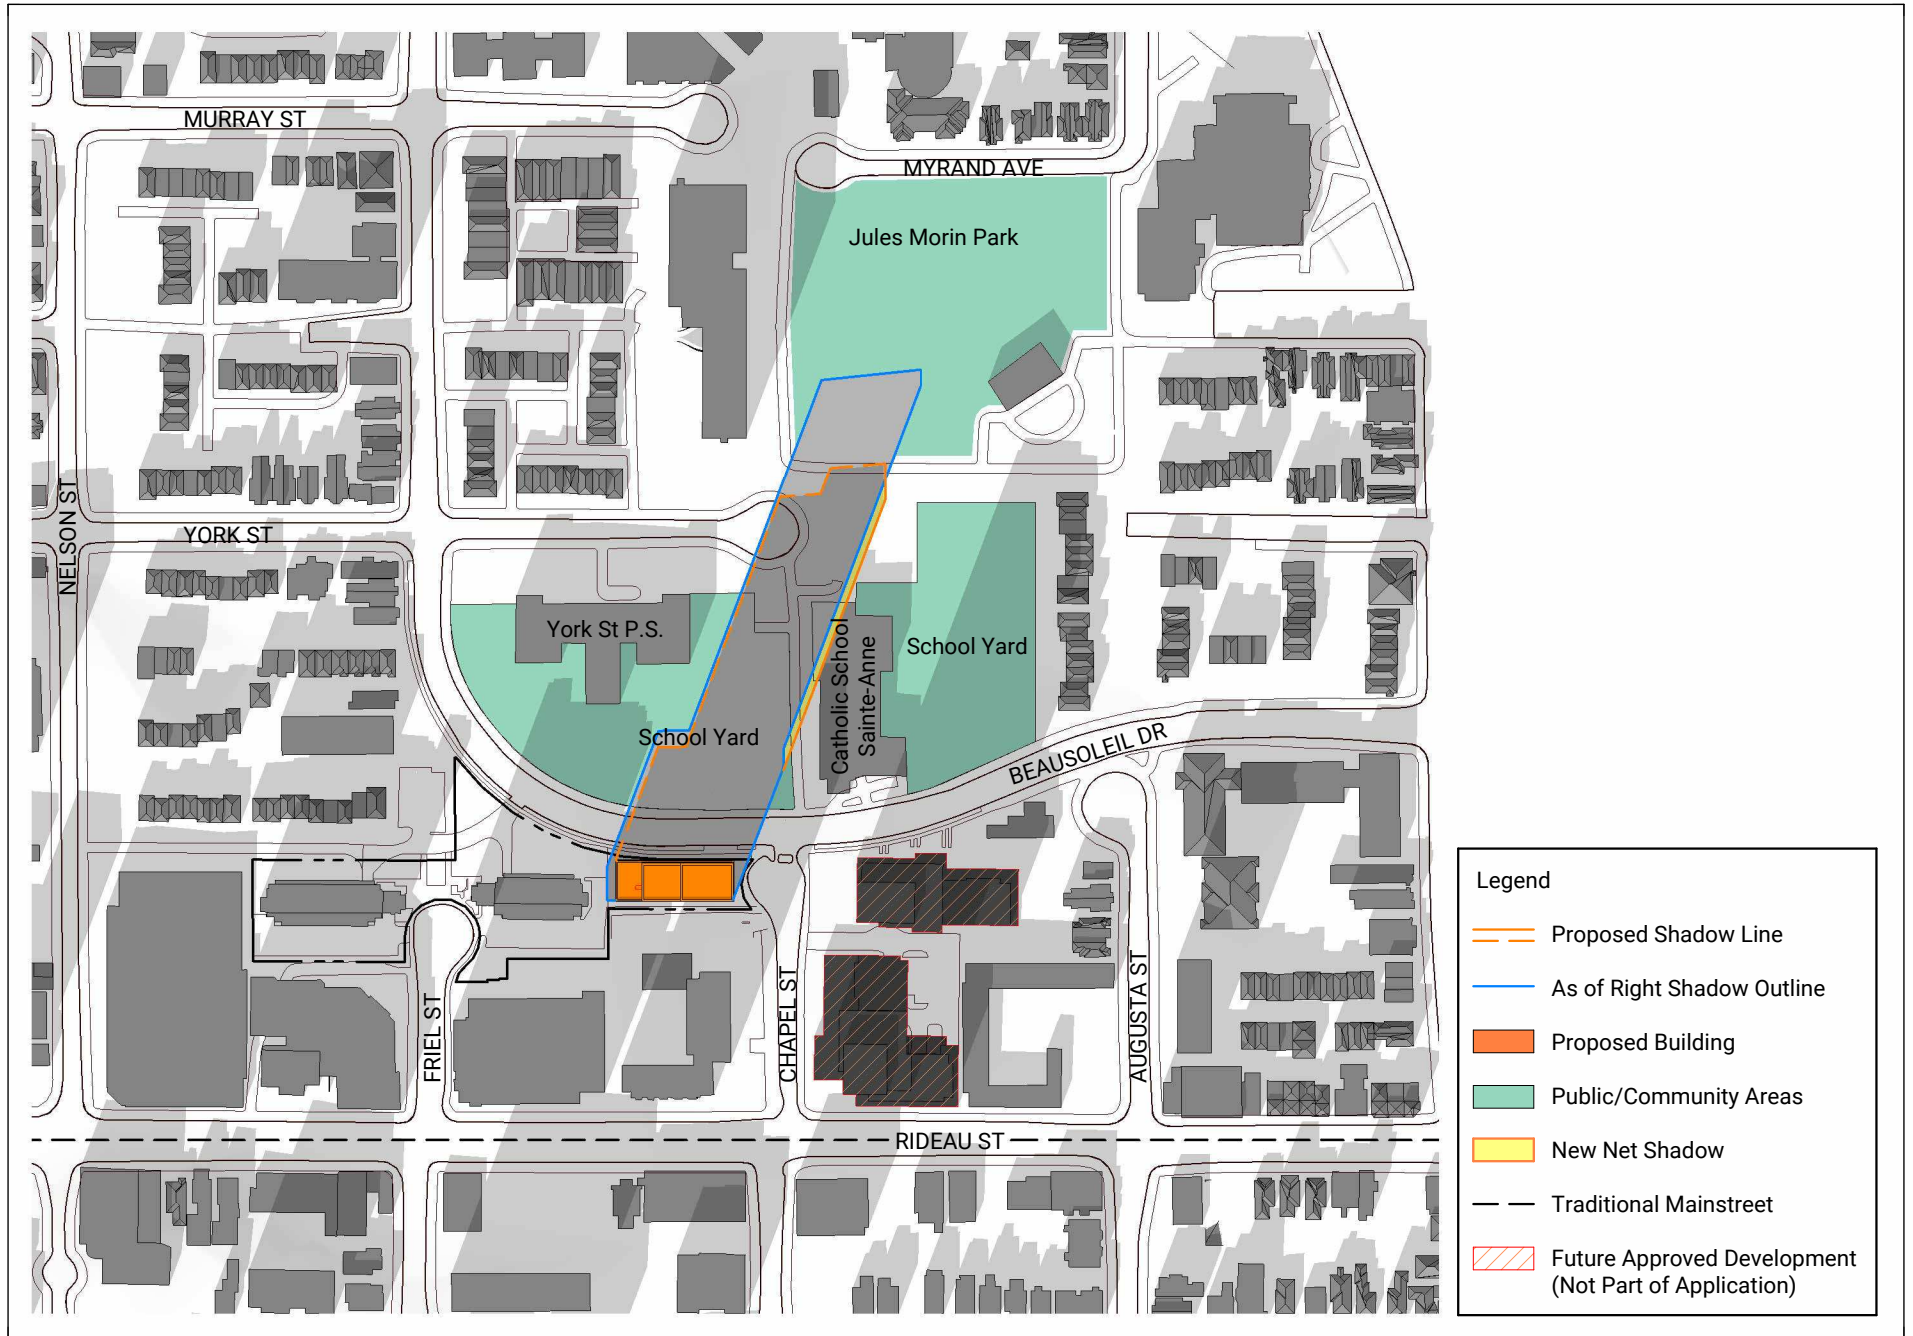 MURRAY ST
MYRAND AVE
Jules Morin Park
NELSON ST
YORK ST
York St P.S.
School Yard
Catholic School
Sainte-Anne
School Yard
BEAUSOLEIL DR
FRIEL ST
CHAPEL ST
AUGUSTA ST
RIDEAU ST
Legend
Proposed Shadow Line
As of Right Shadow Outline
Proposed Building
Public/Community Areas
New Net Shadow
Traditional Mainstreet
Future Approved Development
(Not Part of Application)